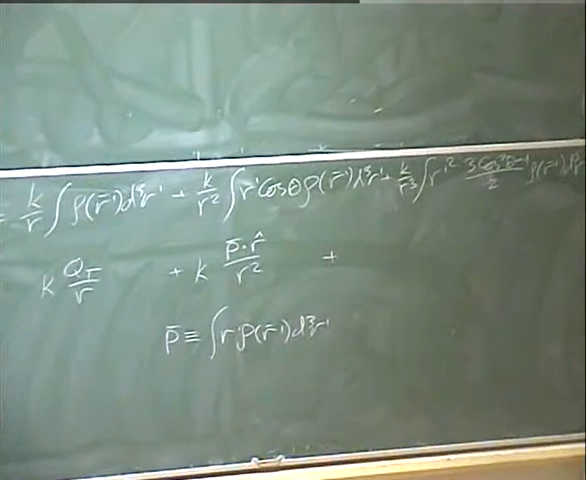 = k/r ∫ ρ(r̄') d³r' + k/r² ∫ r' cosθ ρ(r̄') d³r' + k/r³ ∫ r'² (3cos²θ-1)/2 ρ(r̄') d³r'
k Q_T/r + k p̄·r̂/r² +
p̄ ≡ ∫ r' ρ(r̄') d³r'